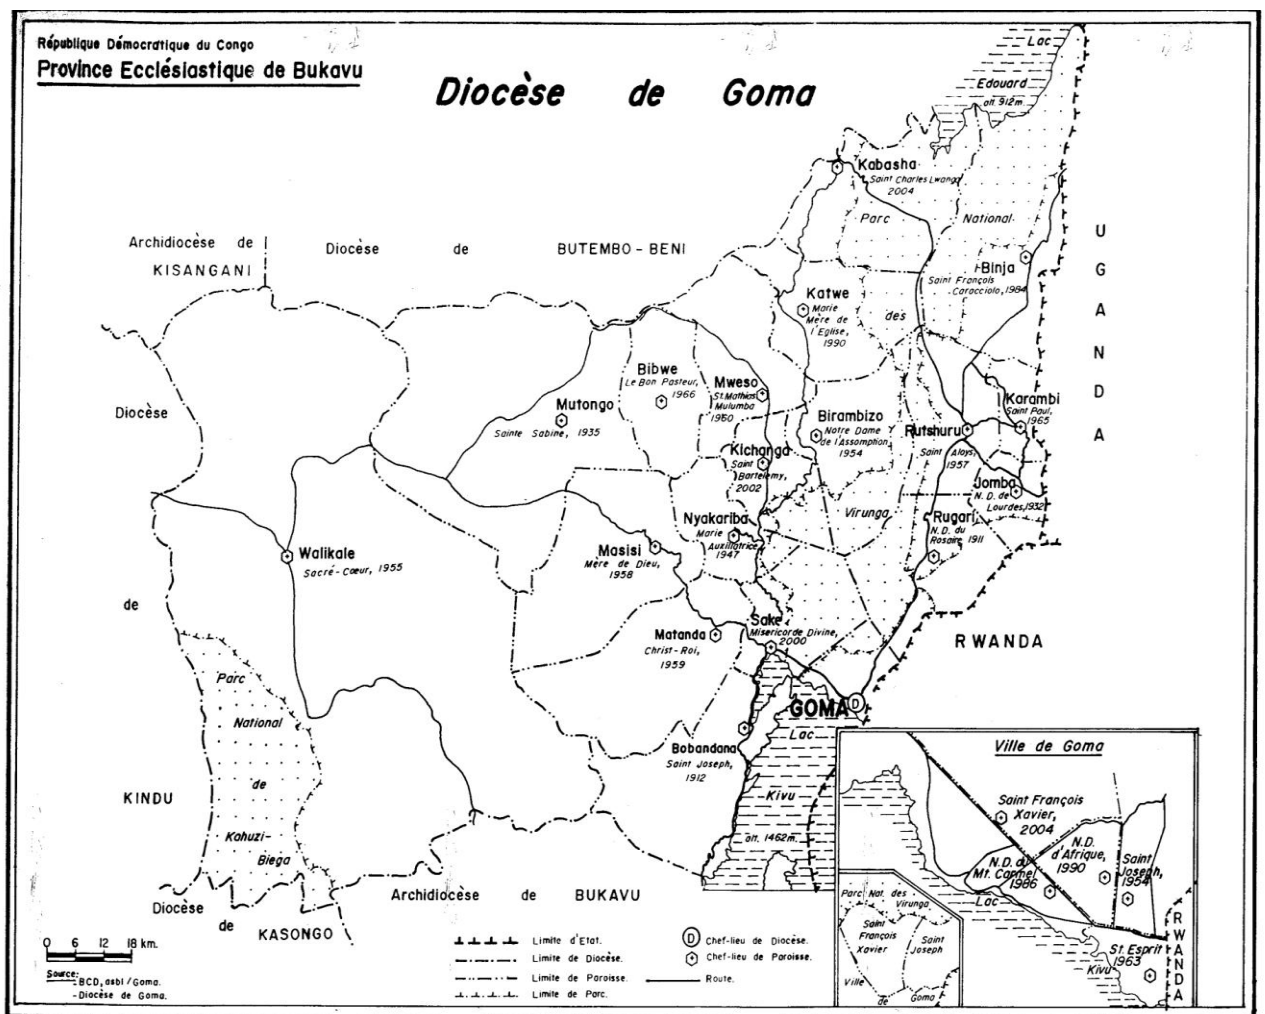 République Démocratique du Congo
Province Ecclésiastique de Bukavu
Diocèse de Goma
Lac
Edouard
alt. 912 m.
Kabasha
Saint Charles Lwanga
2004
Parc National
des
Virunga
UGANDA
Archidiocèse de
KISANGANI
Diocèse de BUTEMBO-BENI
Binja
Saint François
Caracciolo, 1984
Katwe
Marie
Mère de
l'Eglise,
1990
Bibwe
Le Bon Pasteur,
1966
Mweso
St. Mathias
Mulumba
1960
Mutongo
Sainte Sabine, 1935
Karambi
Saint Paul,
1965
Birambizo
Notre Dame
de l'Assomption,
1954
Rutshuru
Saint Aloys,
1957
Kichanga
Saint
Bartelemy,
2002
Jomba
N. D. de
Lourdes, 1932
Nyakariba
Marie
Auxiliatrice
1947
Rugari
N. D. du
Rosaire 1911
Masisi
Mère de Dieu,
1958
Walikale
Sacré-Cœur, 1955
Sake
Misericorde Divine,
2000
Matanda
Christ-Roi,
1959
RWANDA
GOMA
D
Bobandana
Saint Joseph,
1912
Lac
Kivu
alt. 1462 m.
Diocèse
de
KINDU
Parc
National
de
Kahuzi-
Biega
Archidiocèse de BUKAVU
Diocèse
de
KASONGO
Ville de Goma
Saint François
Xavier,
2004
N.D.
d'Afrique,
1990
N.D. du
Mt. Carmel
1986
Saint
Joseph,
1954
Lac
Kivu
St. Esprit
1963
RWANDA
Parc Nat. des
Virunga
Saint
François
Xavier
Saint
Joseph
Ville
de
Goma
0 6 12 18 km.
Source:
- BCD, asbl / Goma.
- Diocèse de Goma.
Limite d'Etat.
Limite de Diocèse.
Limite de Paroisse.
Limite de Parc.
D Chef-lieu de Diocèse.
Chef-lieu de Paroisse.
Route.